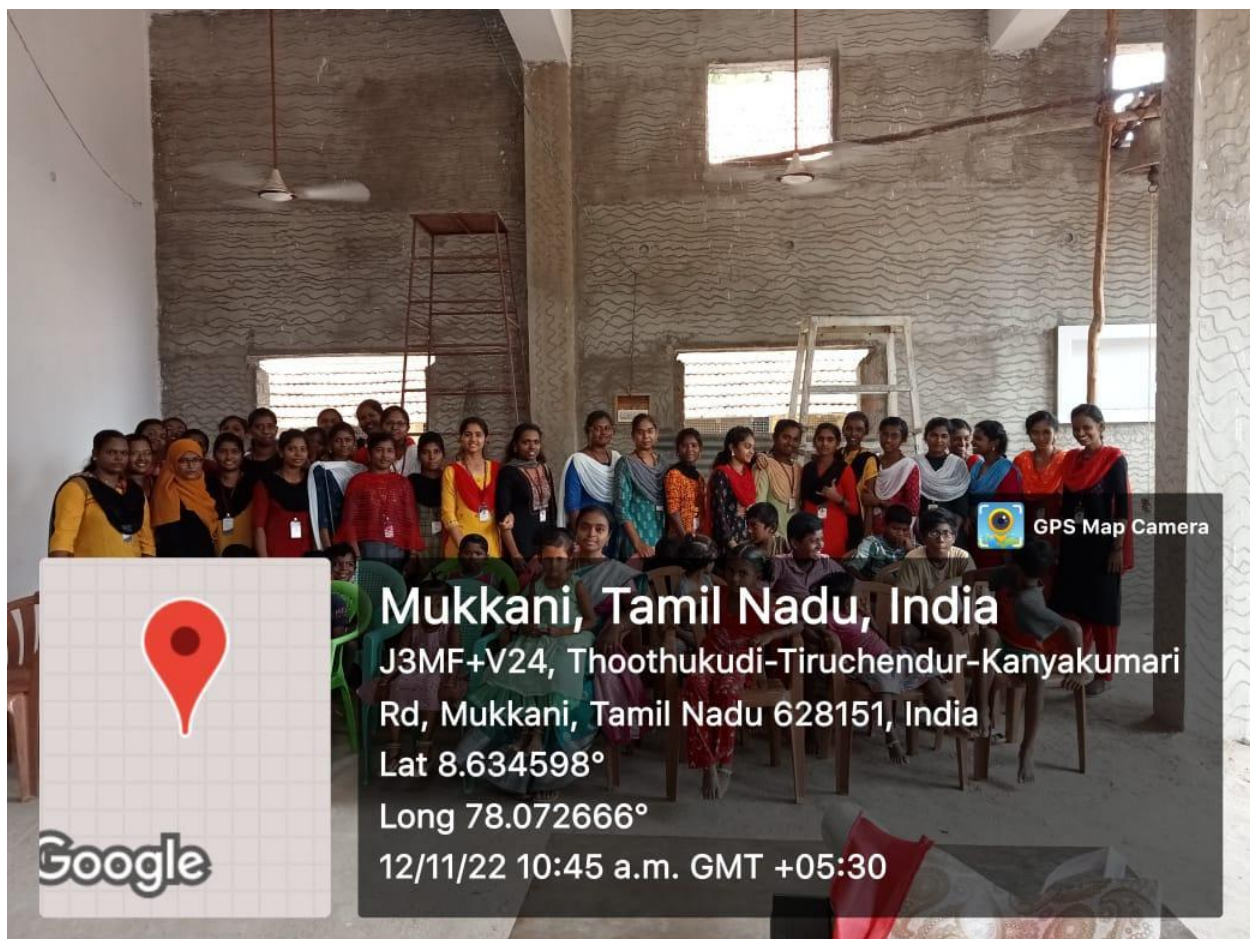 GPS Map Camera
Mukkani, Tamil Nadu, India
J3MF+V24, Thoothukudi-Tiruchendur-Kanyakumari
Rd, Mukkani, Tamil Nadu 628151, India
Lat 8.634598°
Long 78.072666°
12/11/22 10:45 a.m. GMT +05:30
Google